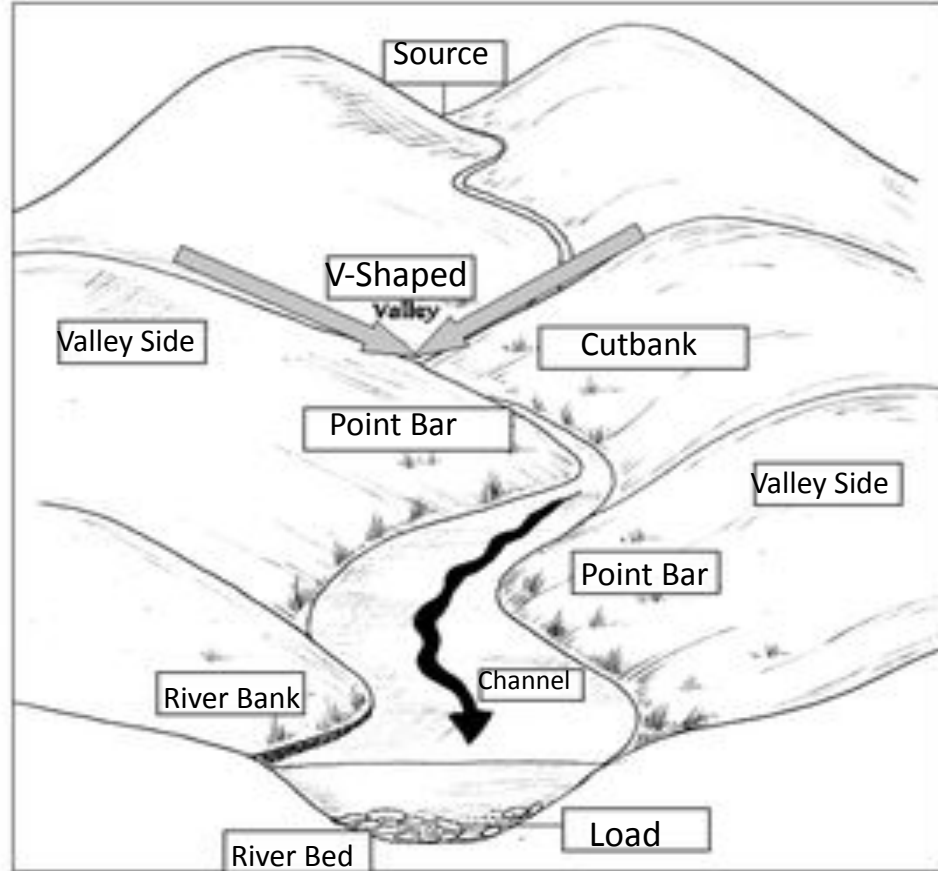 Source
V-Shaped
Valley
Valley Side
Cutbank
Point Bar
Valley Side
Point Bar
Channel
River Bank
Load
River Bed